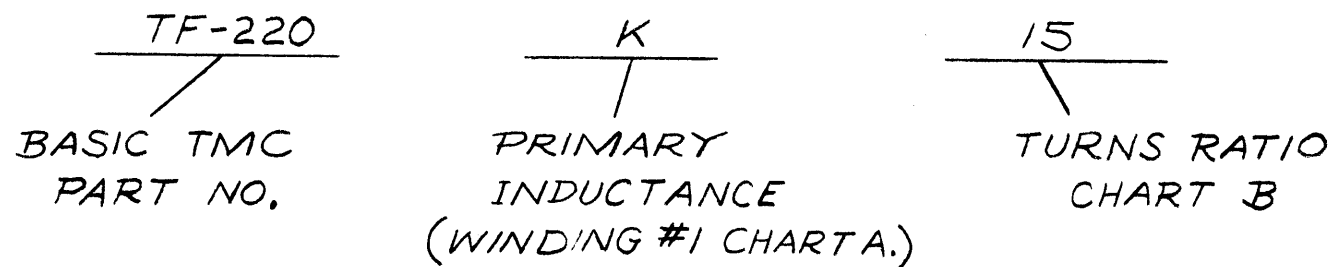 TF-220 K 15
BASIC TMC PART NO.
PRIMARY INDUCTANCE (WINDING #1 CHART A.)
TURNS RATIO CHART B